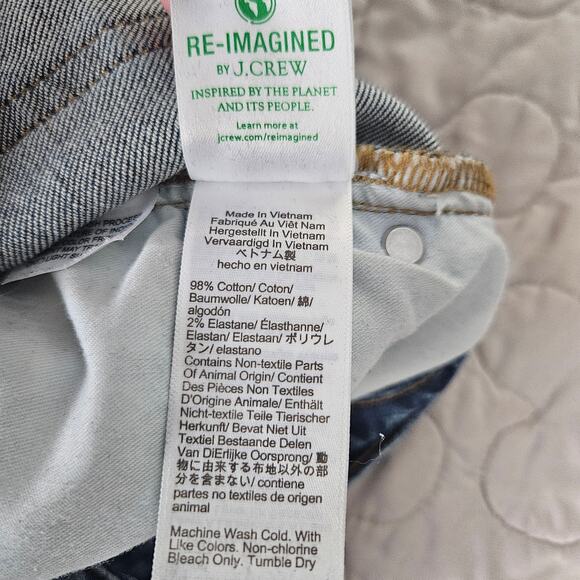 RE-IMAGINED
BY J.CREW
INSPIRED BY THE PLANET
AND ITS PEOPLE.
Learn more at
jcrew.com/reimagined
Made In Vietnam
Fabriqué Au Viêt Nam
Hergestellt In Vietnam
Vervaardigd In Vietnam
ベトナム製
hecho en vietnam
98% Cotton/ Coton/
Baumwolle/ Katoen/ 綿/
algodón
2% Elastane/ Élasthanne/
Elastan/ Elastaan/ ポリウレ
タン/ elastano
Contains Non-textile Parts
Of Animal Origin/ Contient
Des Pièces Non Textiles
D'Origine Animale/ Enthält
Nicht-textile Teile Tierischer
Herkunft/ Bevat Niet Uit
Textiel Bestaande Delen
Van DiErlijke Oorsprong/ 動
物に由来する布地以外の部
分を含まない/ contiene
partes no textiles de origen
animal
Machine Wash Cold. With
Like Colors. Non-chlorine
Bleach Only. Tumble Dry